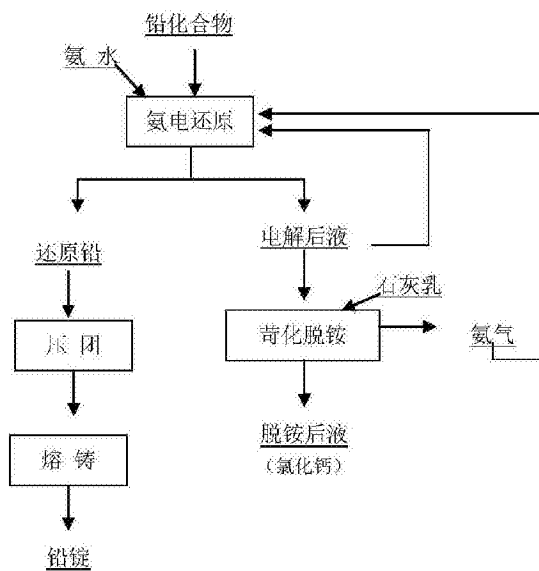 铅化合物
氨 水
氨电还原
还原铅
电解后液
石灰乳
压 团
苛化脱铵
氨气
熔 铸
脱铵后液
（氯化钙）
铅锭